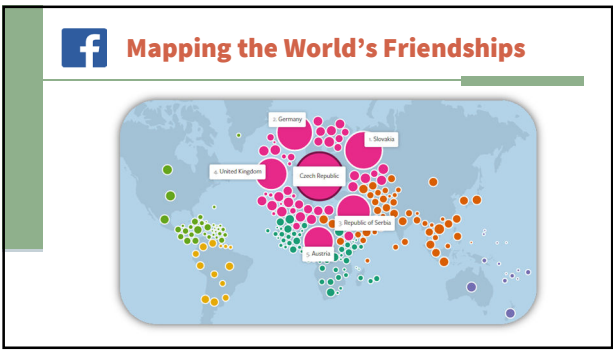 f Mapping the World's Friendships
2. Germany
1. Slovakia
4. United Kingdom
Czech Republic
3. Republic of Serbia
5. Austria